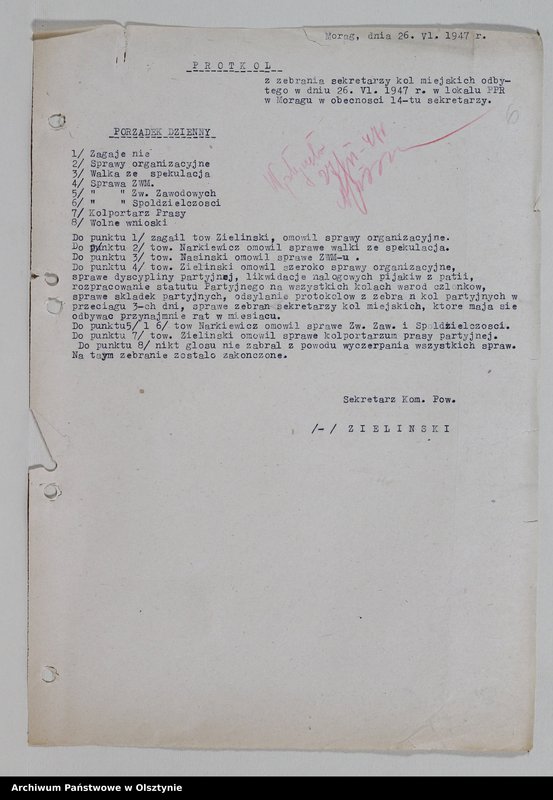 Morag, dnia 26. VI. 1947 r.
P R O T K O L
z zebrania sekretarzy kol miejskich odby-
tego w dniu 26. VI. 1947 r. w lokalu PPR
w Moragu w obecnosci 14-tu sekretarzy.
6
PORZADEK DZIENNY
1/ Zagaje nie
2/ Sprawy organizacyjne
3/ Walka ze spekulacja
4/ Sprawa ZWM.
5/ " " Zw. Zawodowych
6/ " " Spoldzielczosci
7/ Kolportarz Prasy
8/ Wolne wnioski
Do punktu 1/ zagail tow Zielinski, omowil sprawy organizacyjne.
Do punktu 2/ tow. Narkiewicz omowil sprawe walki ze spekulacja.
Do punktu 3/ tow. Nasinski omowil sprawe ZWM-u .
Do punktu 4/ tow. Zielinski omowil szeroko sprawy organizacyjne,
sprawe dyscypliny partyjnej, likwidacje nalogowych pijakiw z patii,
rozpracowanie statutu Partyjnego na wszystkich kolach wsrod czlonkow,
sprawe skladek partyjnych, odsylanie protokolow z zebra n kol partyjnych w
przeciagu 3-ch dni, sprawe zebran sekretarzy kol miejskich, ktore maja sie
odbywac przynajmnie rat w miesiacu.
Do punktu5/ l 6/ tow Narkiewicz omowil sprawe Zw. Zaw. i Spoldzielczosci.
Do punktu 7/ tow. Zielinski omowil sprawe kolportarzum prasy partyjnej.
Do punktu 8/ nikt glosu nie zabral z powodu wyczerpania wszystkich spraw.
Na taym zebranie zostalo zakonczone.
Sekretarz Kom. Pow.
/-/ Z I E L I N S K I
Archiwum Państwowe w Olsztynie